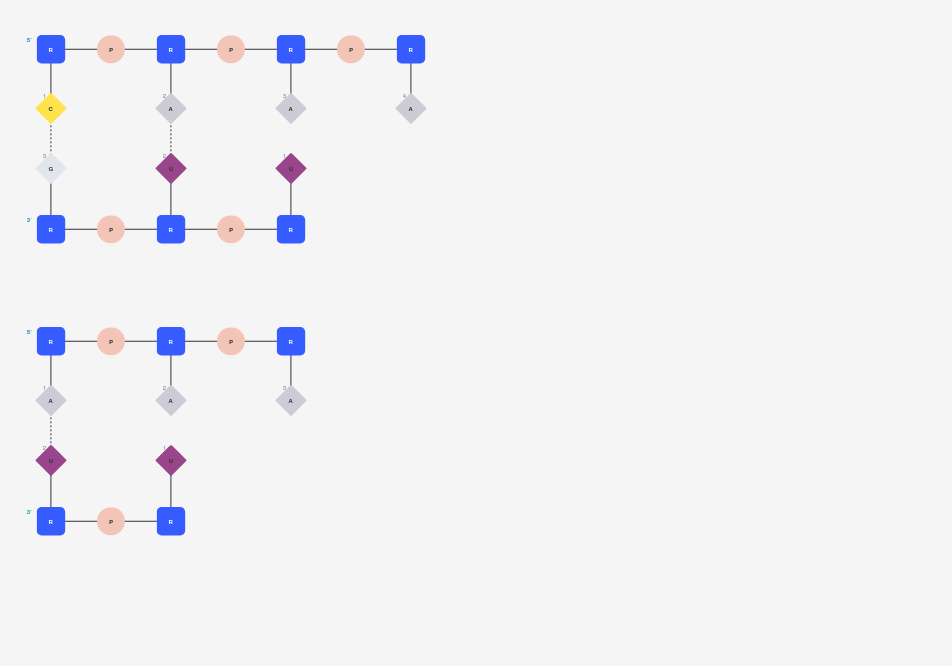 5' R P R P R P R
1 2 3 4
C A A A
3 2 1
G U U
3' R P R P R
5' R P R P R
1 2 3
A A A
2 1
U U
3' R P R